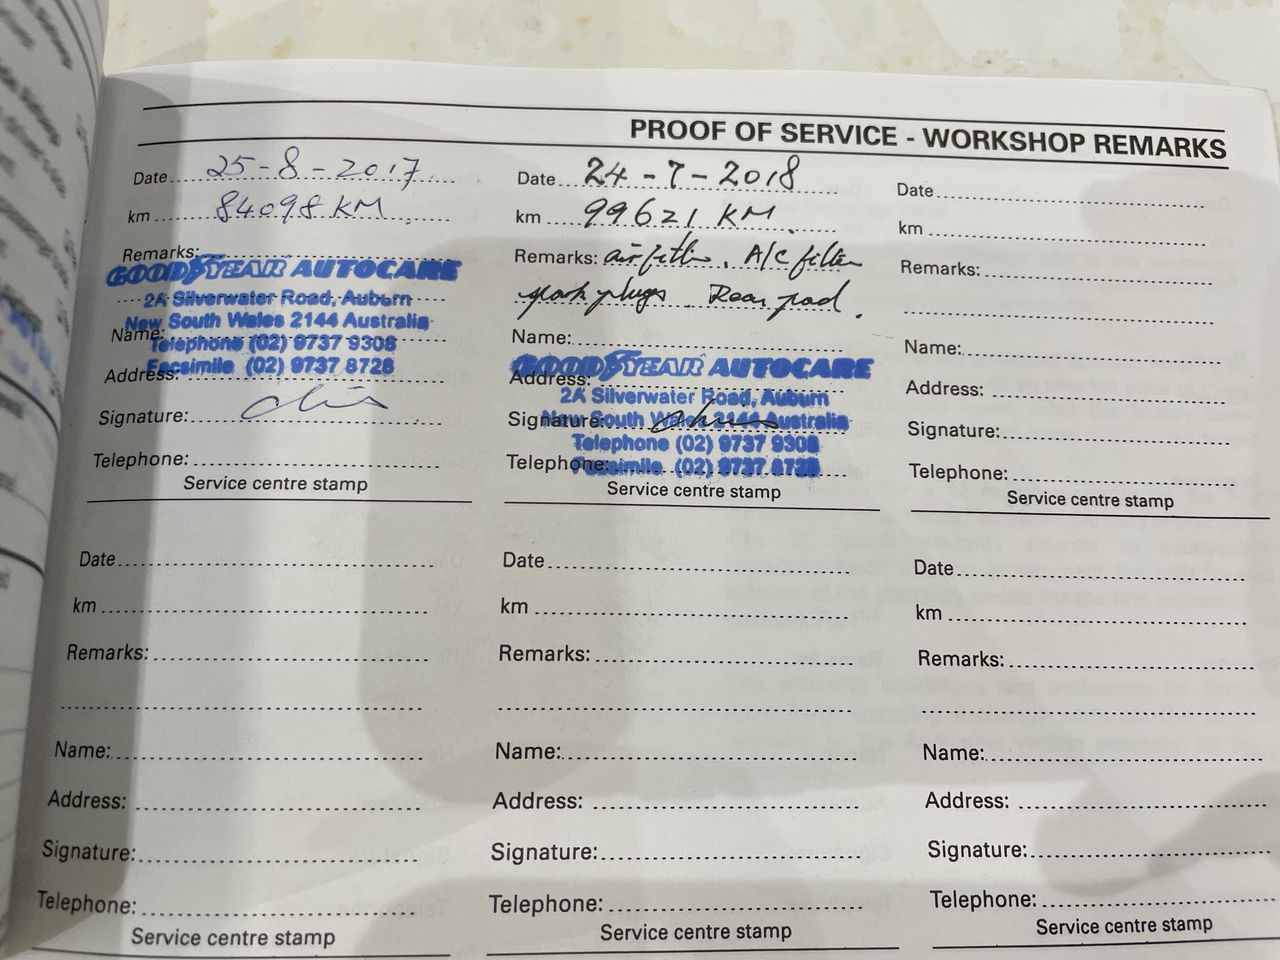 PROOF OF SERVICE - WORKSHOP REMARKS
Date 25-8-2017
km 84098 KM
Remarks:
GOODYEAR AUTOCARE
2A Silverwater Road, Auburn
New South Wales 2144 Australia
Name:
Telephone (02) 9737 9308
Facsimile (02) 9737 8728
Address:
Signature:
Telephone:
Service centre stamp
Date 24-7-2018
km 99621 KM
Remarks: air filter. A/C filter
spark plugs. Rear pad.
Name:
GOODYEAR AUTOCARE
Address:
2A Silverwater Road, Auburn
Signature: New South Wales 2144 Australia
Telephone (02) 9737 9308
Telephone: Facsimile (02) 9737 8728
Service centre stamp
Date
km
Remarks:
Name:
Address:
Signature:
Telephone:
Service centre stamp
Date
km
Remarks:
Name:
Address:
Signature:
Telephone:
Service centre stamp
Date
km
Remarks:
Name:
Address:
Signature:
Telephone:
Service centre stamp
Date
km
Remarks:
Name:
Address:
Signature:
Telephone:
Service centre stamp